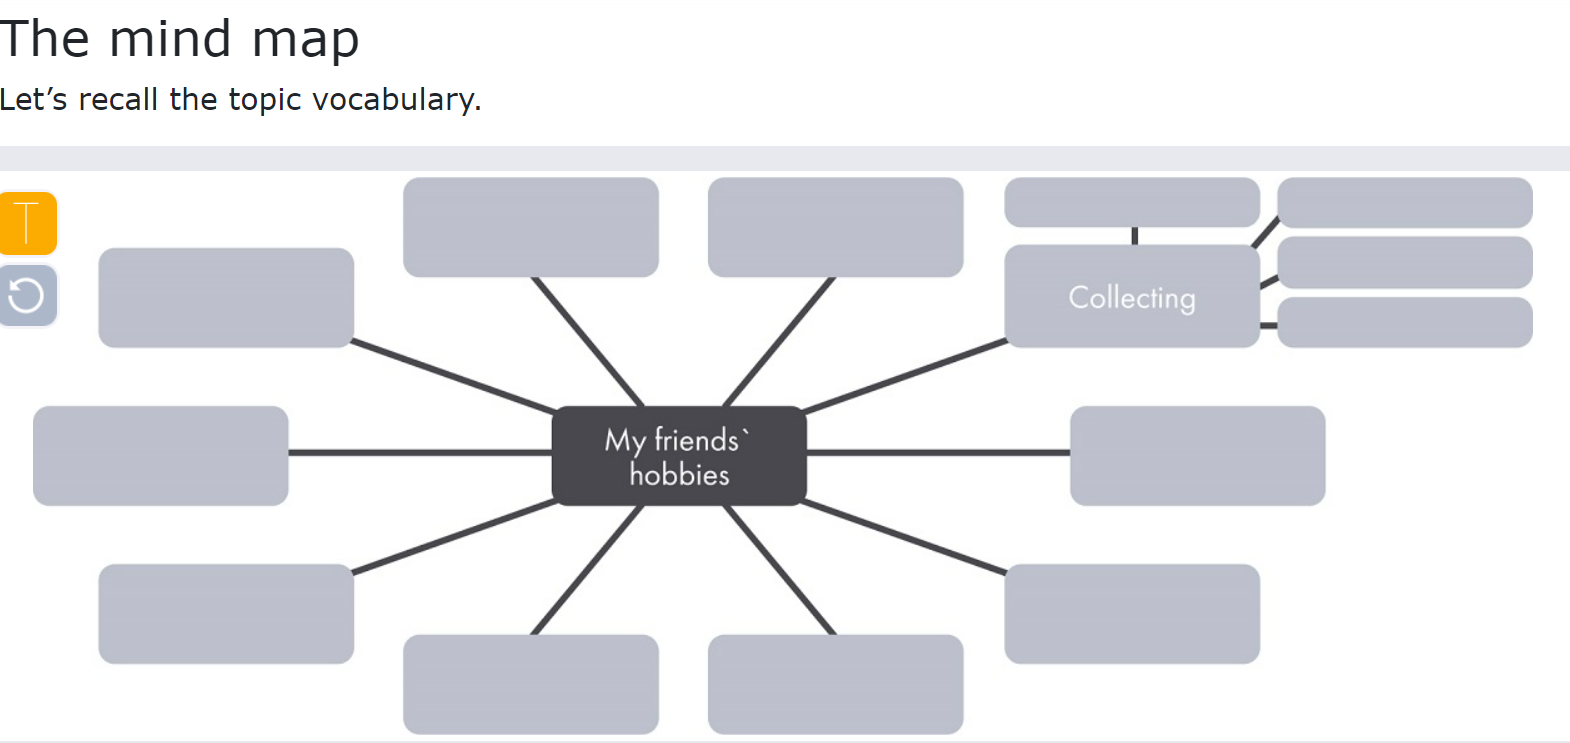 The mind map
Let’s recall the topic vocabulary.
T
Collecting
My friends`
hobbies